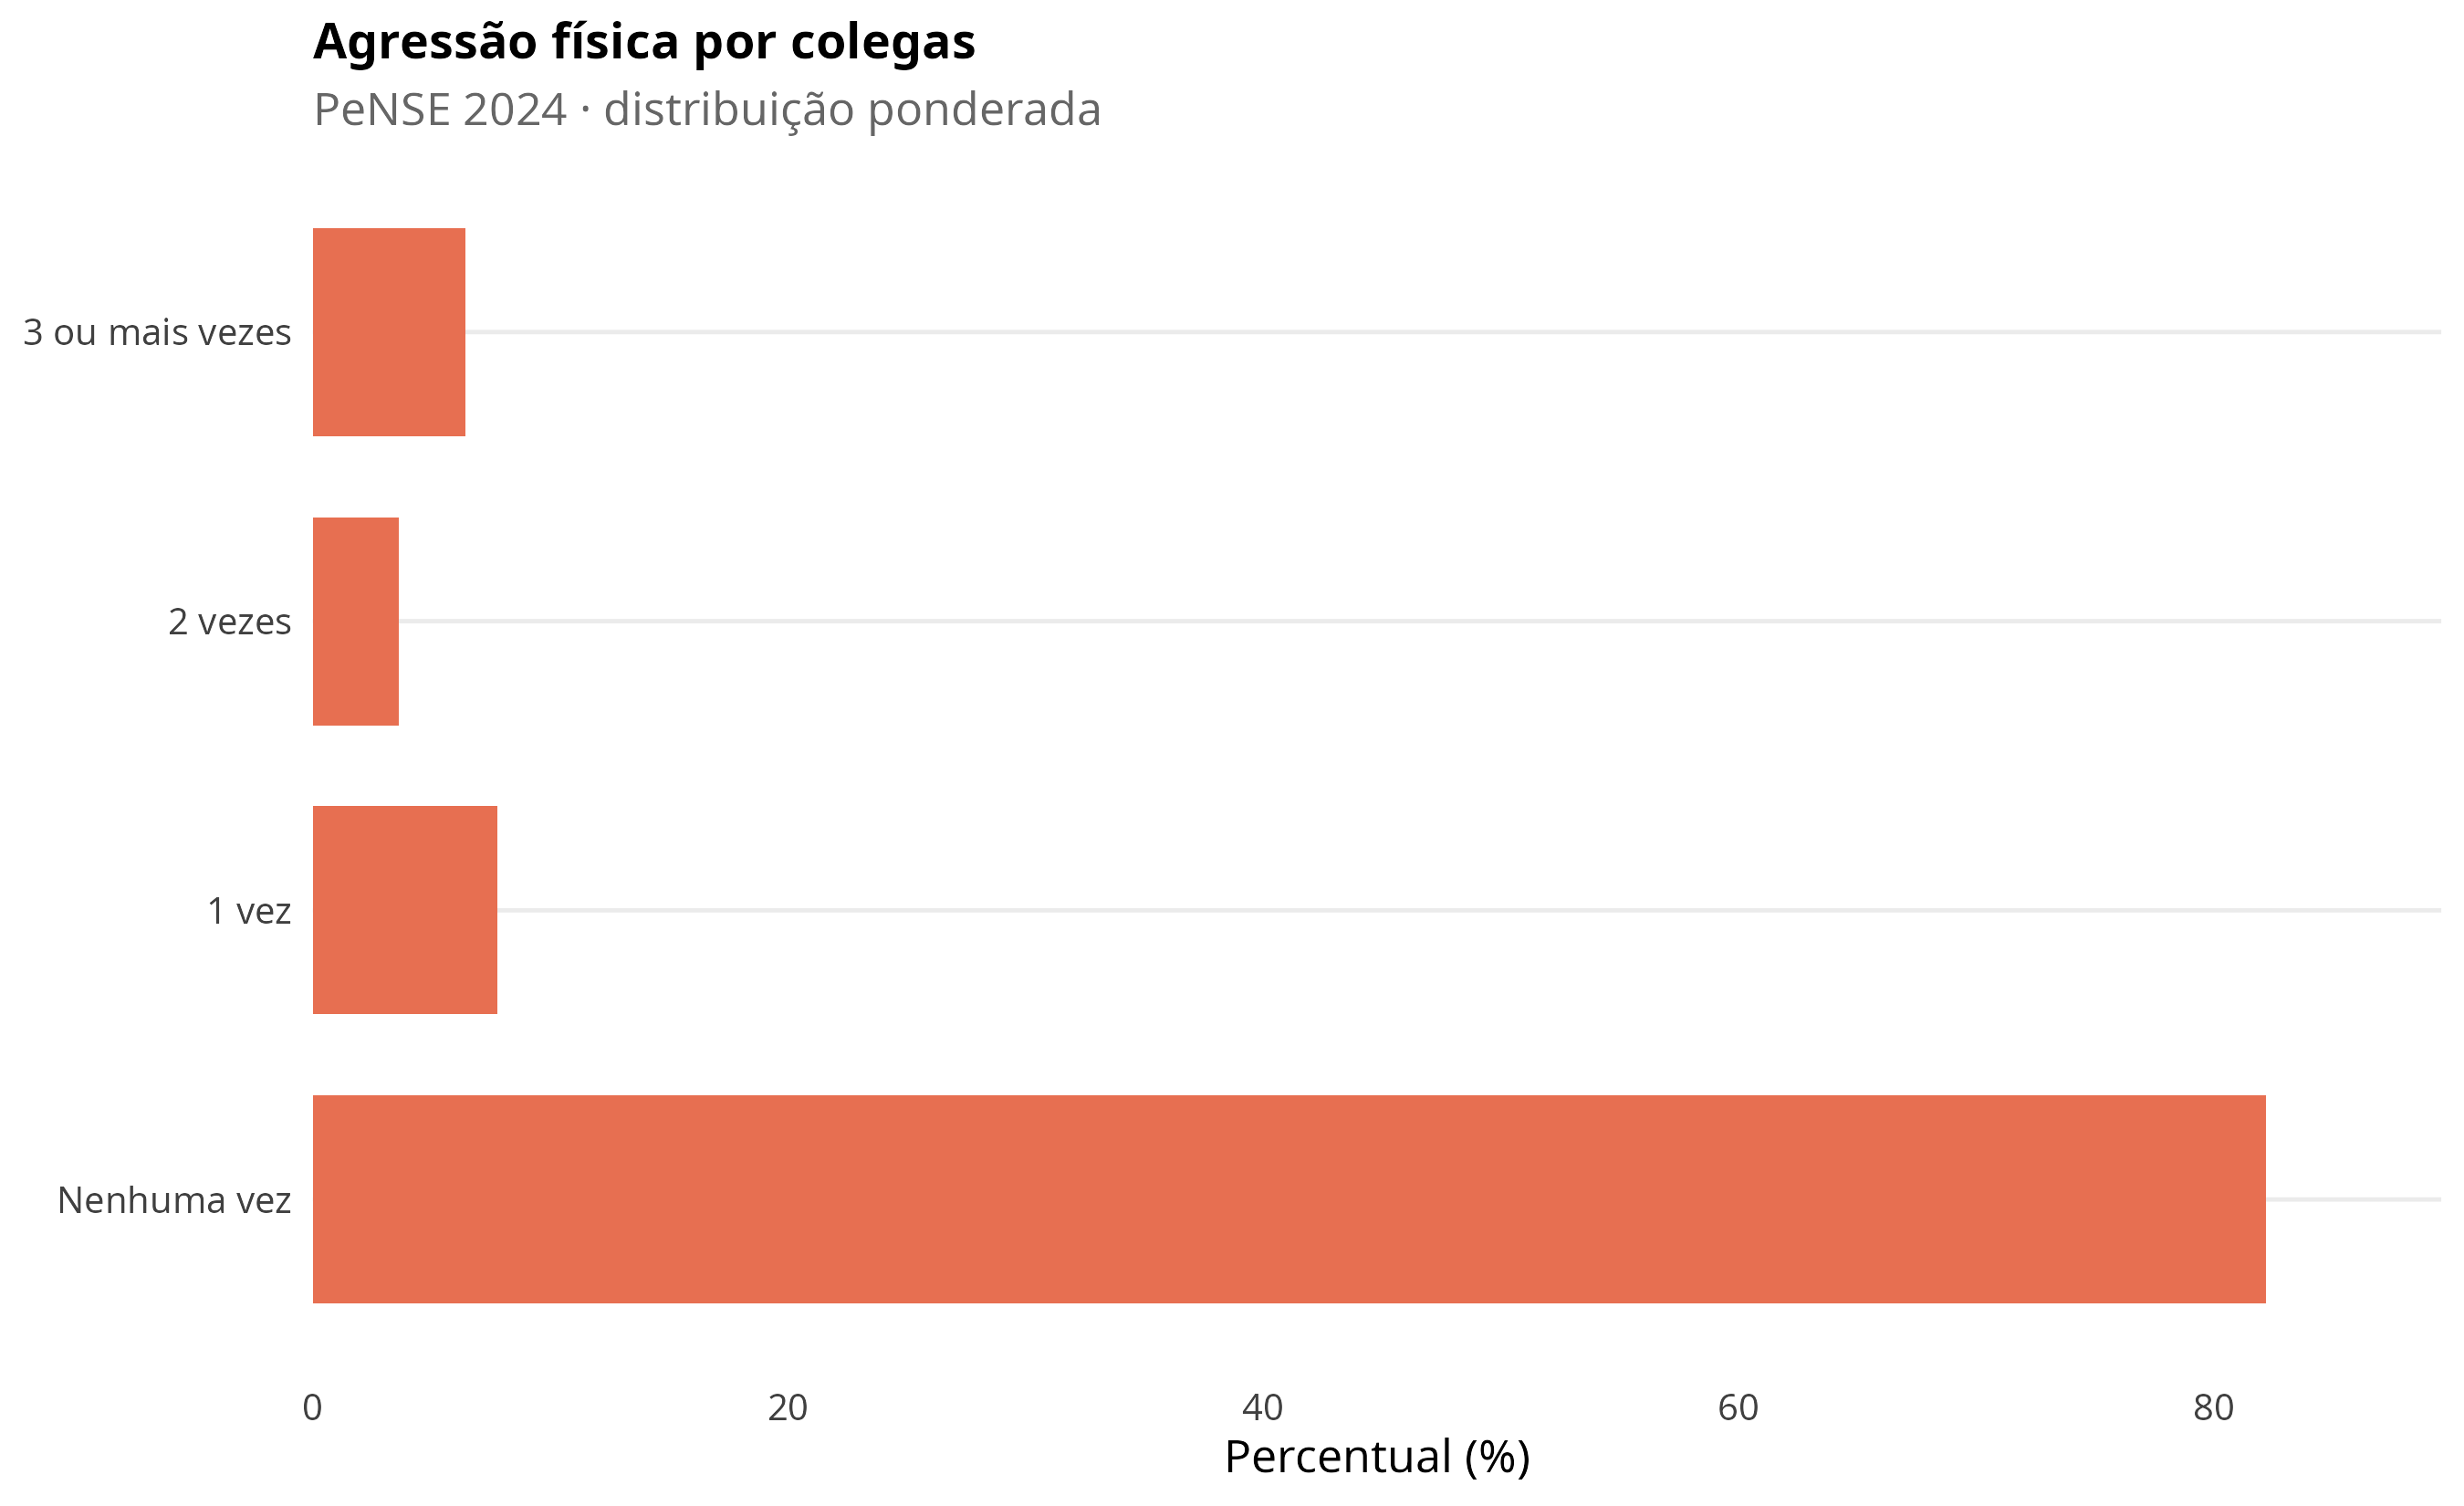 Agressão física por colegas
PeNSE 2024 · distribuição ponderada
3 ou mais vezes
2 vezes
1 vez
Nenhuma vez
0 20 40 60 80
Percentual (%)